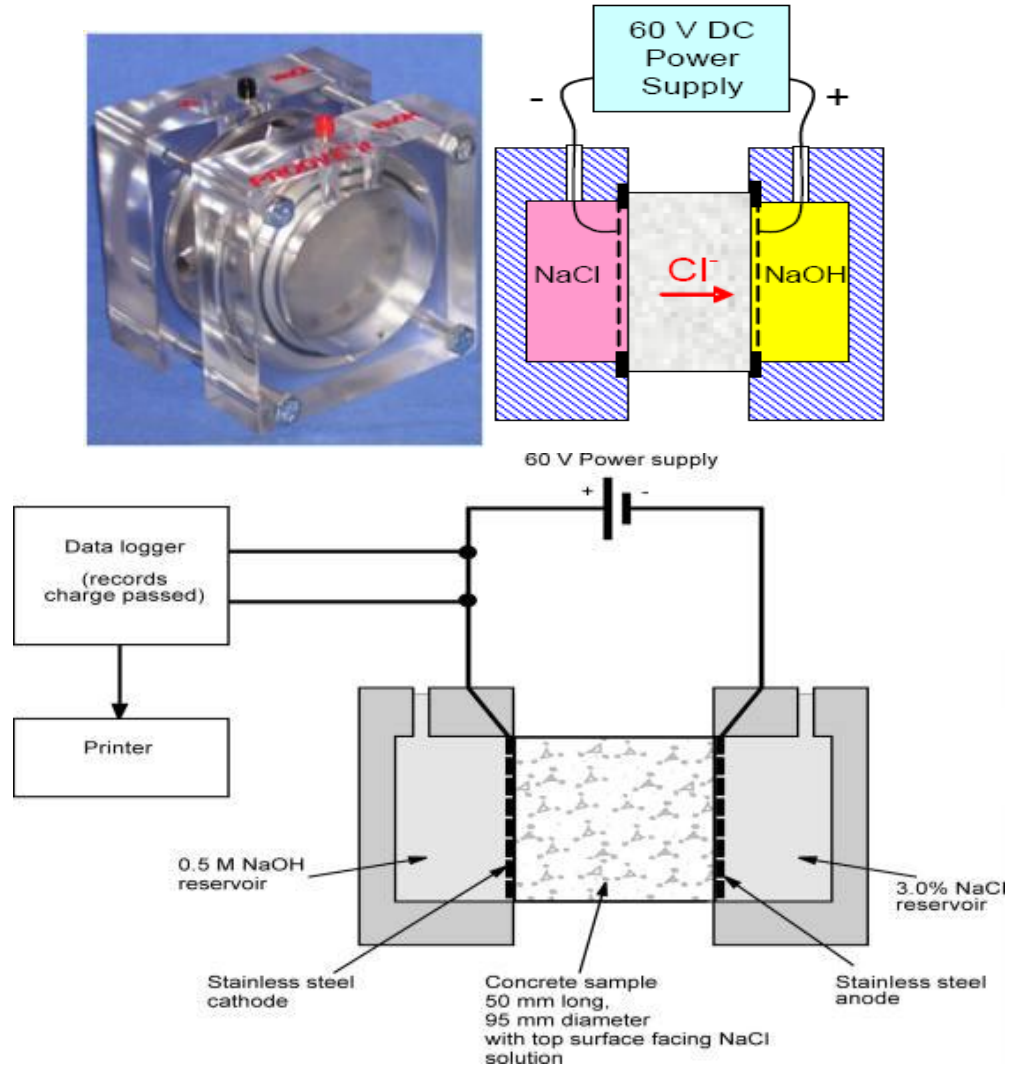 PROOVE'it
60 V DC
Power
Supply
-
+
NaCl
Cl-
NaOH
60 V Power supply
+
-
Data logger
(records
charge passed)
Printer
0.5 M NaOH
reservoir
3.0% NaCl
reservoir
Stainless steel
cathode
Concrete sample
50 mm long,
95 mm diameter
with top surface facing NaCl
solution
Stainless steel
anode